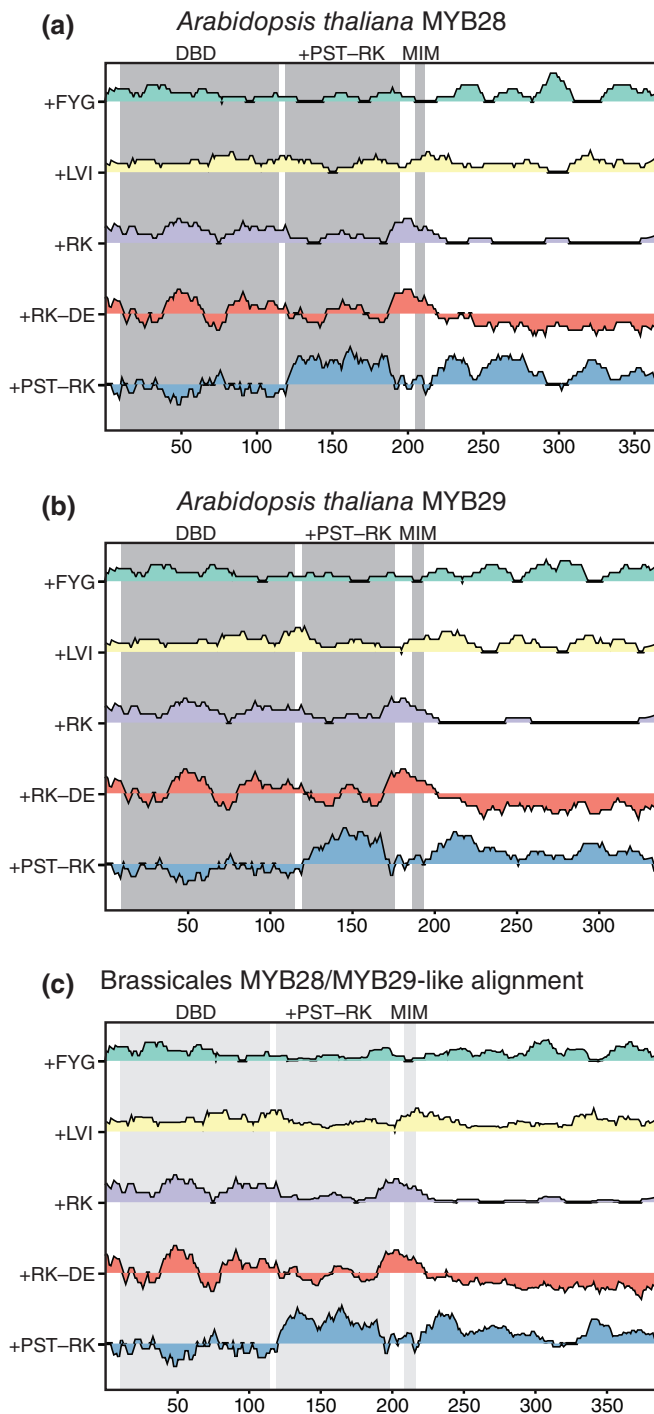 (a) Arabidopsis thaliana MYB28
DBD +PST–RK MIM
+FYG
+LVI
+RK
+RK–DE
+PST–RK
50 100 150 200 250 300 350
(b) Arabidopsis thaliana MYB29
DBD +PST–RK MIM
+FYG
+LVI
+RK
+RK–DE
+PST–RK
50 100 150 200 250 300
(c) Brassicales MYB28/MYB29-like alignment
DBD +PST–RK MIM
+FYG
+LVI
+RK
+RK–DE
+PST–RK
50 100 150 200 250 300 350